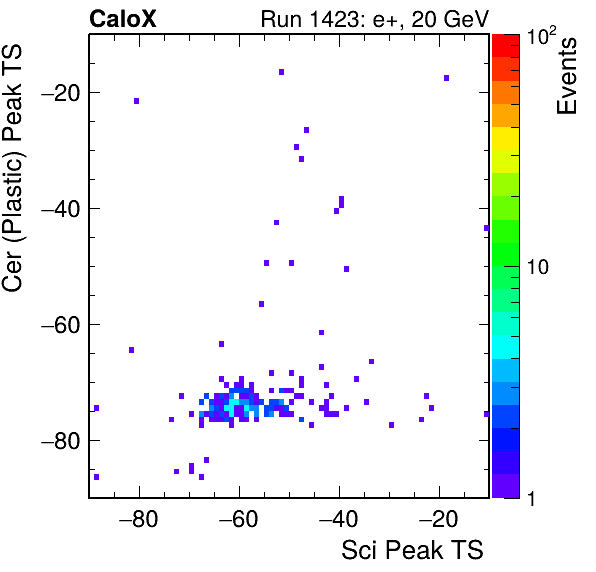 CaloX Run 1423: e+, 20 GeV
Cer (Plastic) Peak TS
−20
−40
−60
−80
−80 −60 −40 −20
Sci Peak TS
10²
10
1
Events